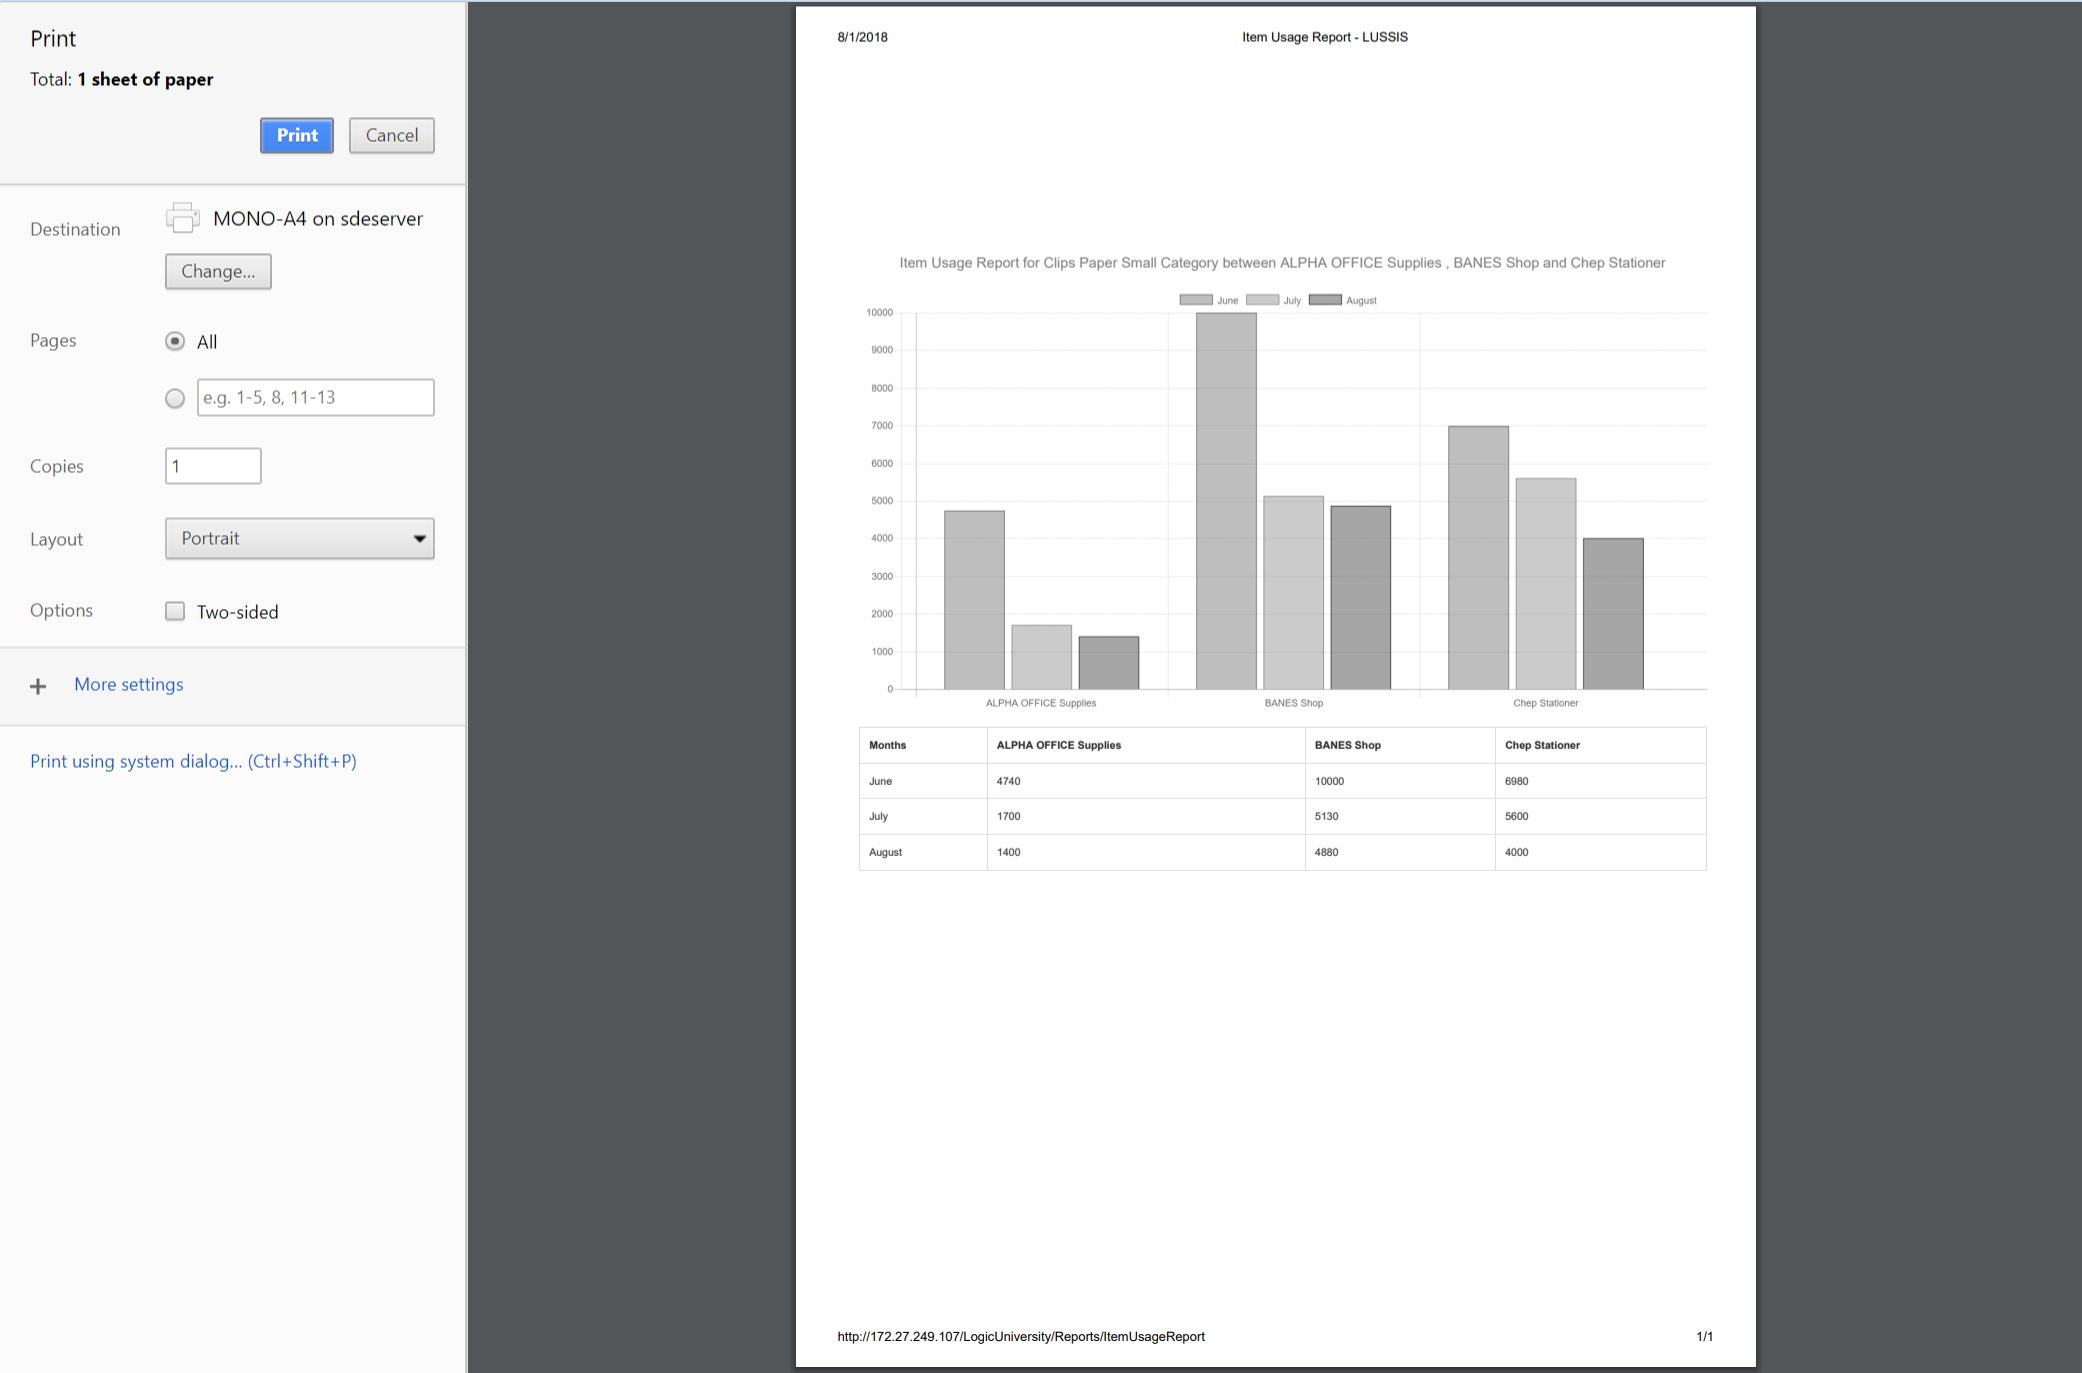 Print
Total: 1 sheet of paper
Print Cancel
Destination MONO-A4 on sdeserver
Change...
Pages All
e.g. 1-5, 8, 11-13
Copies 1
Layout Portrait
Options Two-sided
+ More settings
Print using system dialog... (Ctrl+Shift+P)
8/1/2018 Item Usage Report - LUSSIS
Item Usage Report for Clips Paper Small Category between ALPHA OFFICE Supplies , BANES Shop and Chep Stationer
June July August
10000
9000
8000
7000
6000
5000
4000
3000
2000
1000
0
ALPHA OFFICE Supplies BANES Shop Chep Stationer
Months ALPHA OFFICE Supplies BANES Shop Chep Stationer
June 4740 10000 6980
July 1700 5130 5600
August 1400 4880 4000
http://172.27.249.107/LogicUniversity/Reports/ItemUsageReport 1/1